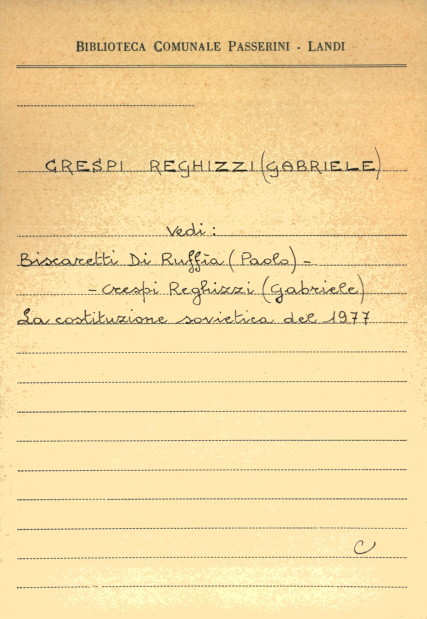 BIBLIOTECA COMUNALE PASSERINI - LANDI
CRESPI REGHIZZI (GABRIELE)
Vedi:
Biscaretti Di Ruffia (Paolo) -
- Crespi Reghizzi (Gabriele)
La costituzione sovietica del 1977
C